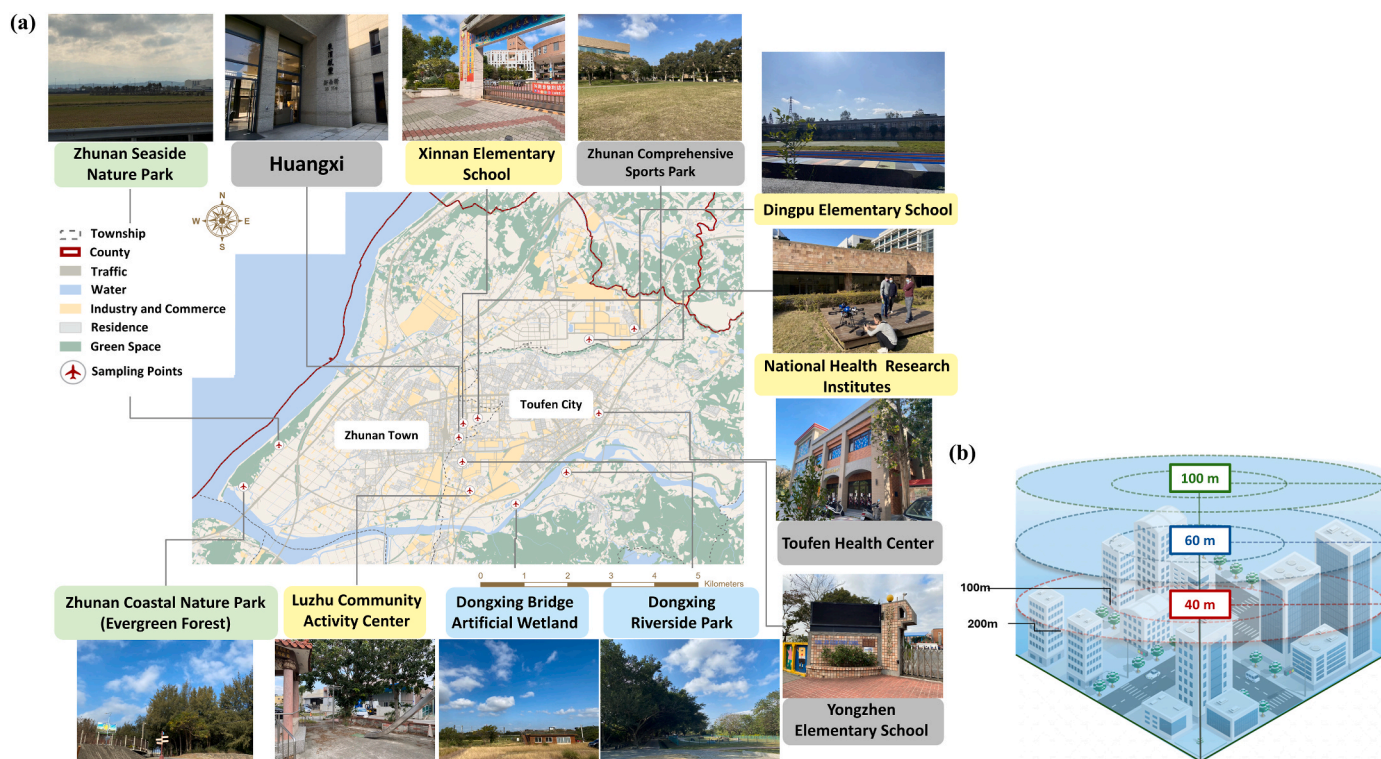 (a)
Zhunan Seaside
Nature Park
Huangxi
Xinnan Elementary
School
Zhunan Comprehensive
Sports Park
Dingpu Elementary School
N
W
E
S
Township
County
Traffic
Water
Industry and Commerce
Residence
Green Space
Sampling Points
National Health Research
Institutes
Toufen City
Zhunan Town
Toufen Health Center
0
1
2
3
4
5
Kilometers
Zhunan Coastal Nature Park
(Evergreen Forest)
Luzhu Community
Activity Center
Dongxing Bridge
Artificial Wetland
Dongxing
Riverside Park
Yongzhen
Elementary School
(b)
100 m
60 m
40 m
100m
200m